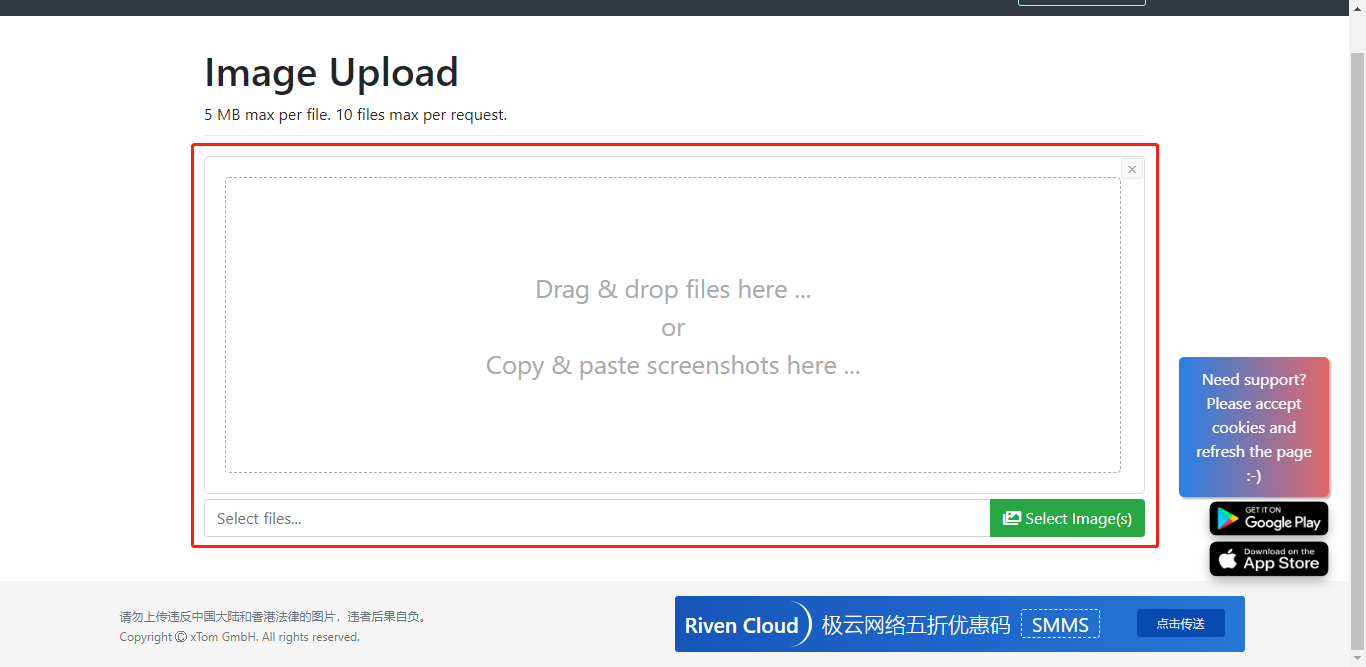 Image Upload
5 MB max per file. 10 files max per request.
×
Drag & drop files here ...
or
Copy & paste screenshots here ...
Select files...
Select Image(s)
Need support?
Please accept
cookies and
refresh the page
:-)
GET IT ON
Google Play
Download on the
App Store
请勿上传违反中国大陆和香港法律的图片，违者后果自负。
Copyright © xTom GmbH. All rights reserved.
Riven Cloud 极云网络五折优惠码 SMMS 点击传送